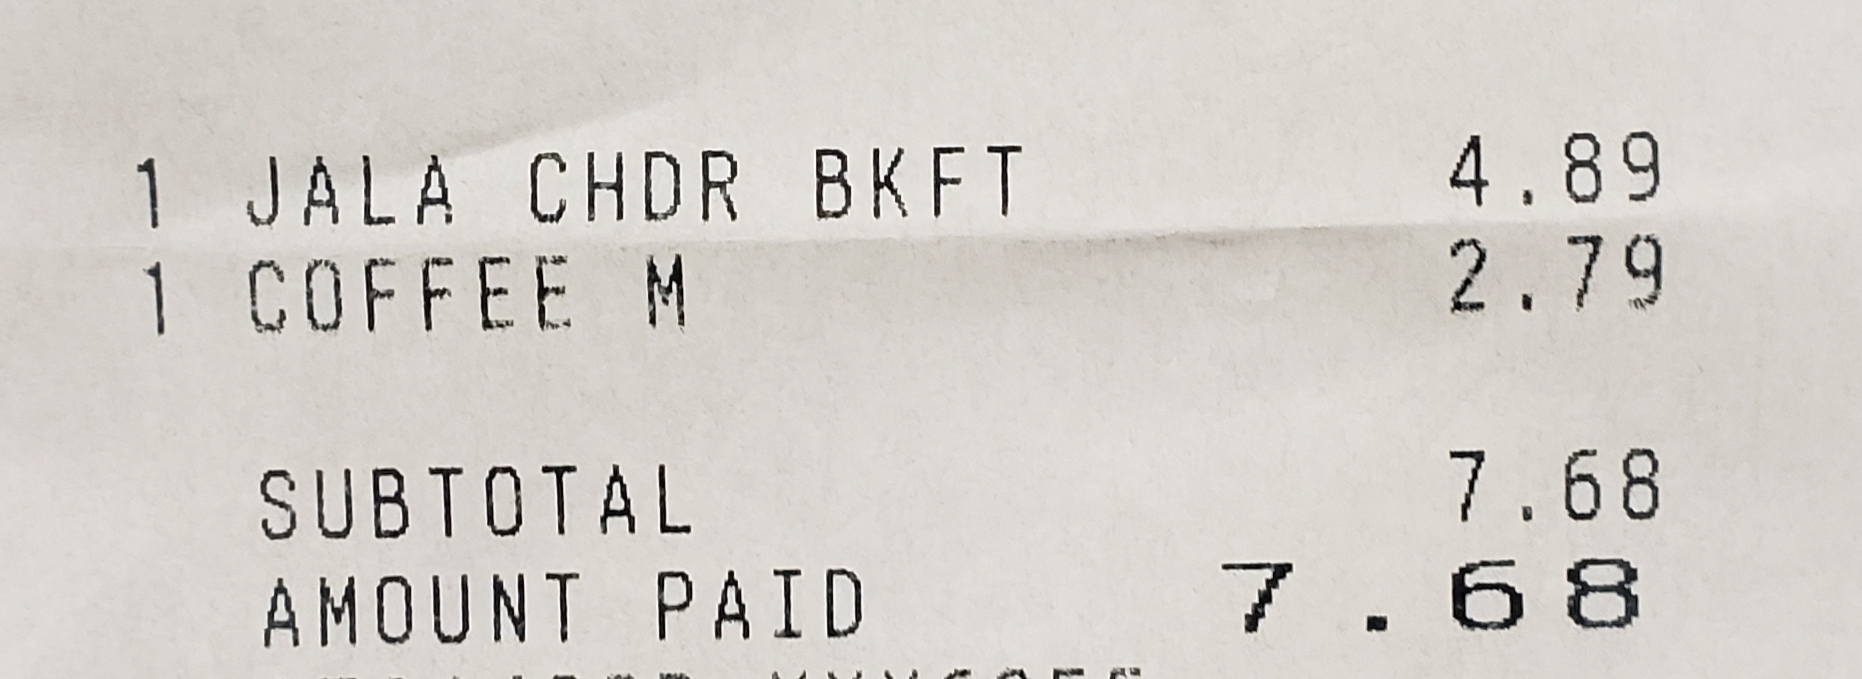 1 JALA CHDR BKFT 4.89
1 COFFEE M 2.79
SUBTOTAL 7.68
AMOUNT PAID 7.68